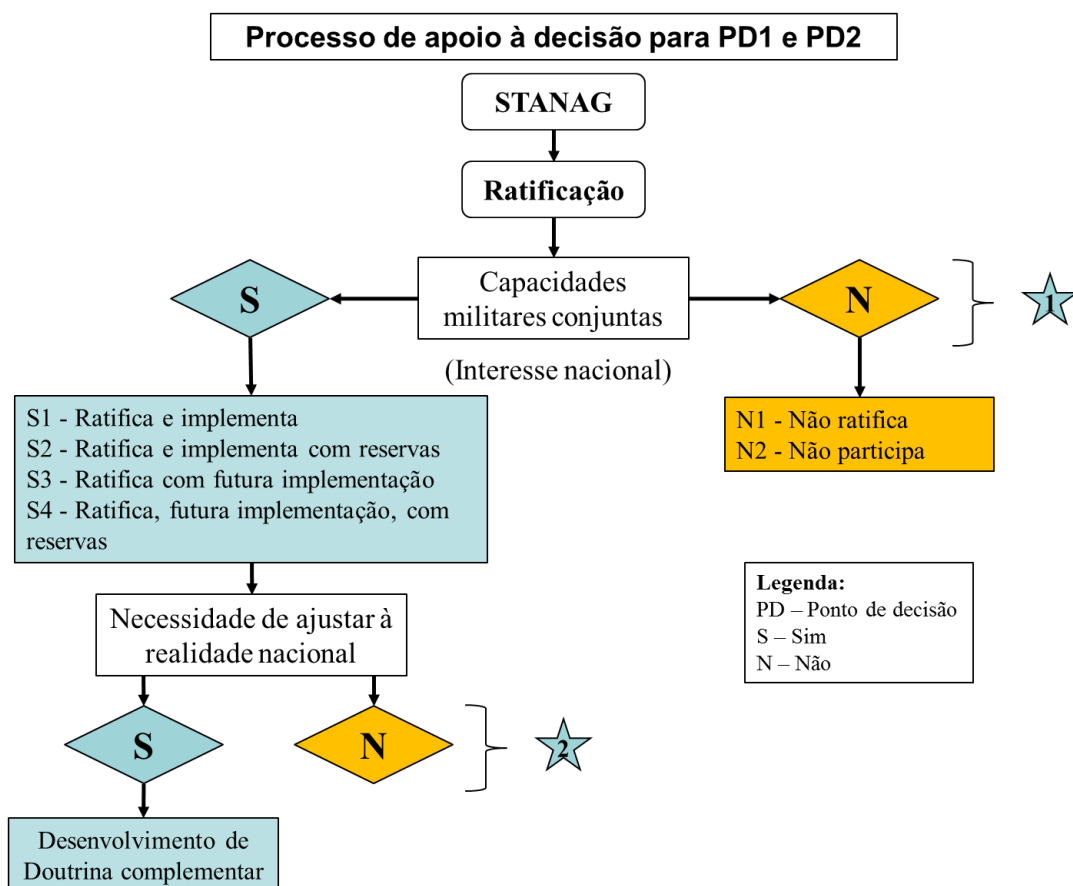 Processo de apoio à decisão para PD1 e PD2
STANAG
Ratificação
Capacidades
militares conjuntas
(Interesse nacional)
S
N
1
S1 - Ratifica e implementa
S2 - Ratifica e implementa com reservas
S3 - Ratifica com futura implementação
S4 - Ratifica, futura implementação, com
reservas
N1 - Não ratifica
N2 - Não participa
Necessidade de ajustar à
realidade nacional
Legenda:
PD – Ponto de decisão
S – Sim
N – Não
S
N
2
Desenvolvimento de
Doutrina complementar